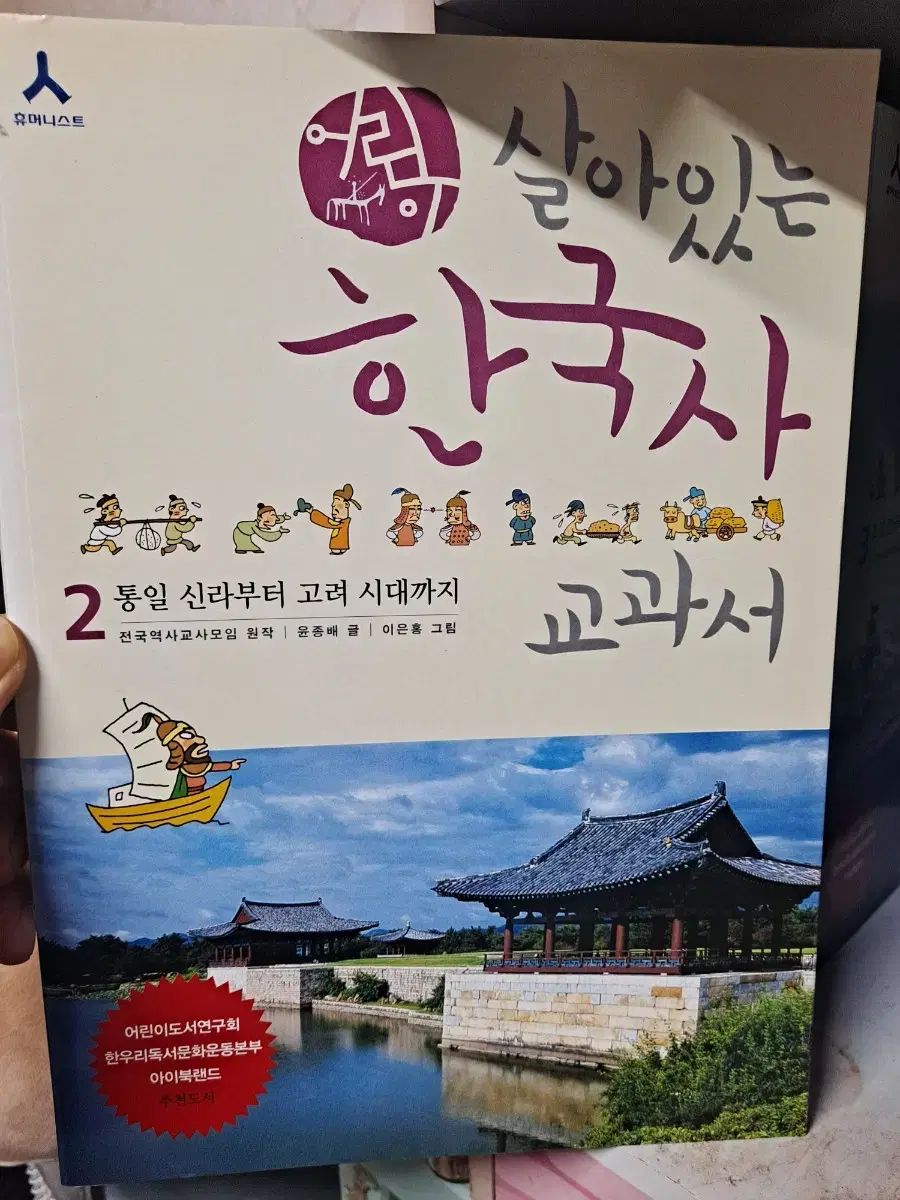 휴머니스트
어린이
살아있는
한국사
교과서
2 통일 신라부터 고려 시대까지
전국역사교사모임 원작 | 윤종배 글 | 이은홍 그림
어린이도서연구회
한우리독서문화운동본부
아이북랜드
추천도서